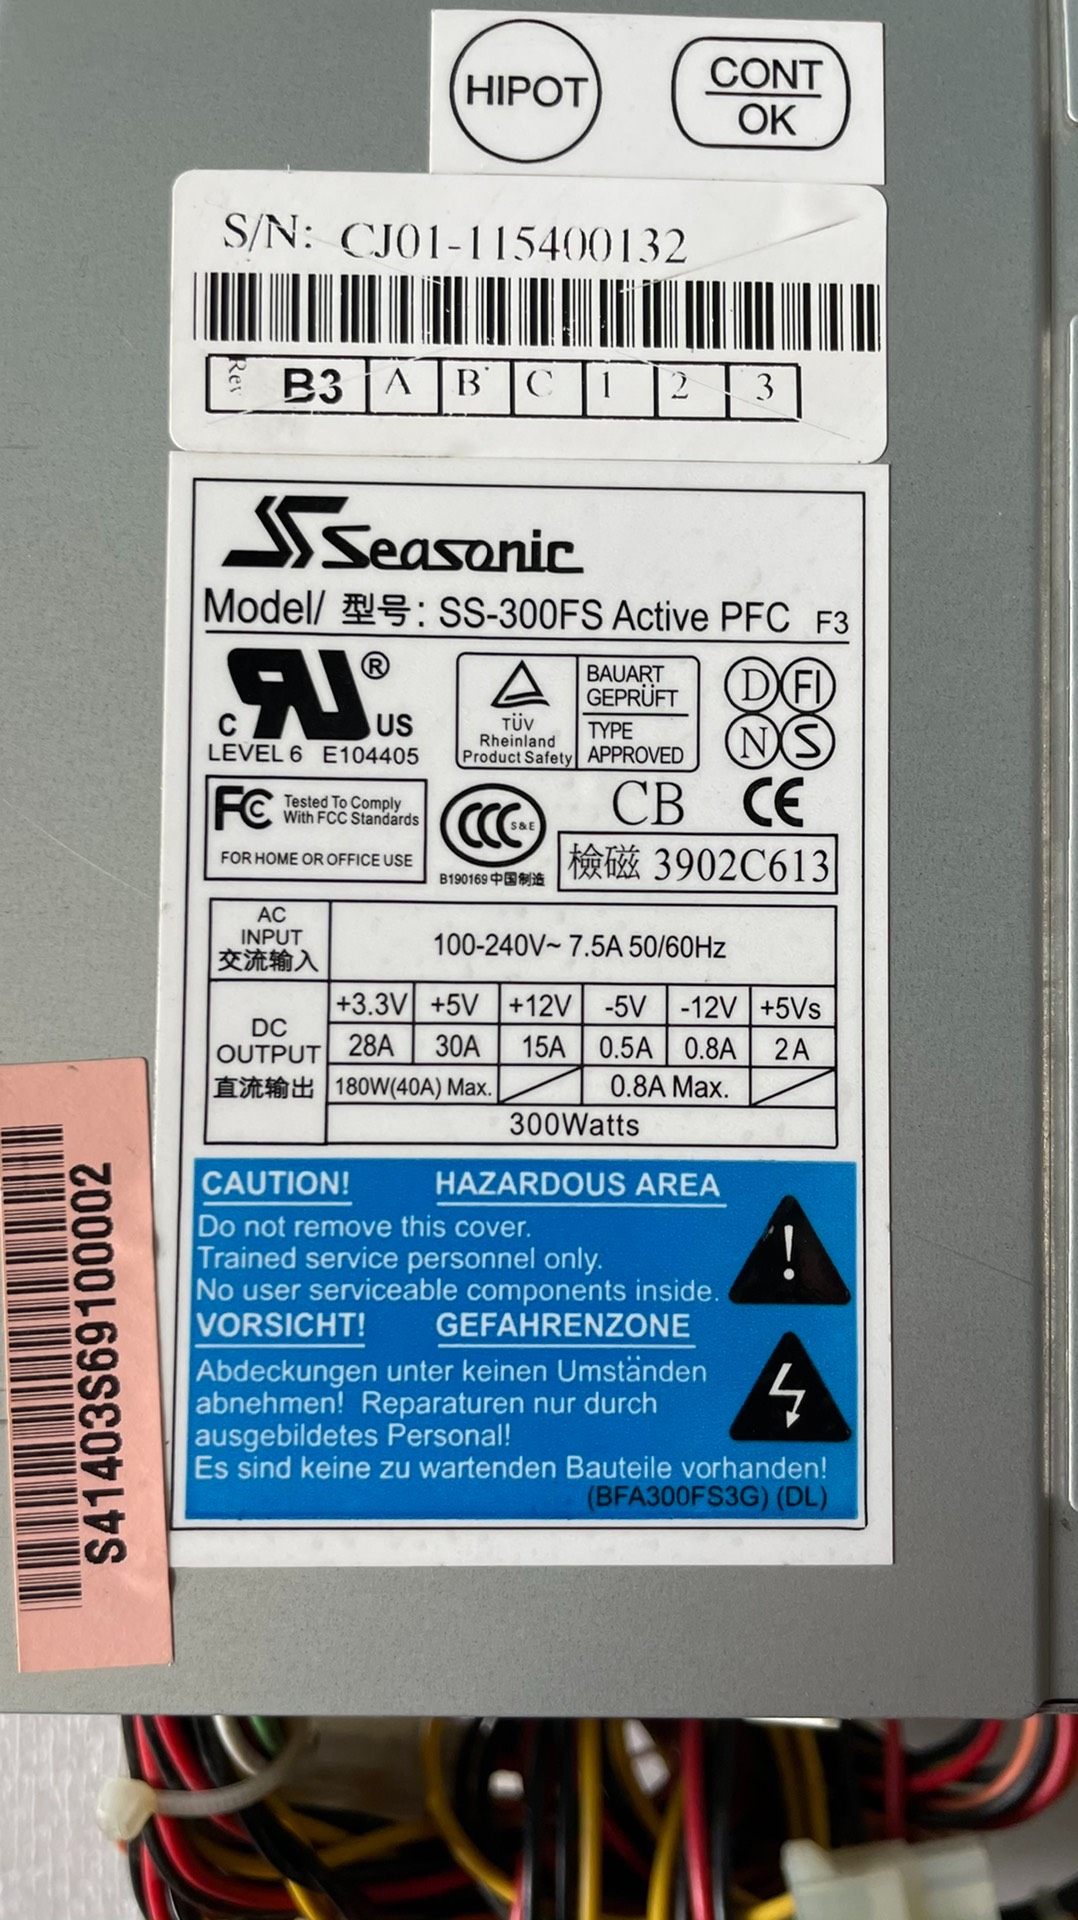 HIPOT
CONT
OK
S/N: CJ01-115400132
Rev B3 A B C 1 2 3
Seasonic
Model/ 型号: SS-300FS Active PFC F3
C RU US ®
LEVEL 6 E104405
TÜV
Rheinland
Product Safety
BAUART
GEPRÜFT
TYPE
APPROVED
D FI
N S
FC Tested To Comply
With FCC Standards
FOR HOME OR OFFICE USE
CCC S&E
B190169 中国制造
CB CE
檢磁 3902C613
AC
INPUT
交流输入
100-240V~ 7.5A 50/60Hz
DC
OUTPUT
直流输出
+3.3V +5V +12V -5V -12V +5Vs
28A 30A 15A 0.5A 0.8A 2A
180W(40A) Max. 0.8A Max.
300Watts
CAUTION! HAZARDOUS AREA
Do not remove this cover.
Trained service personnel only.
No user serviceable components inside.
VORSICHT! GEFAHRENZONE
Abdeckungen unter keinen Umständen
abnehmen! Reparaturen nur durch
ausgebildetes Personal!
Es sind keine zu wartenden Bauteile vorhanden!
(BFA300FS3G) (DL)
S41403S69100002